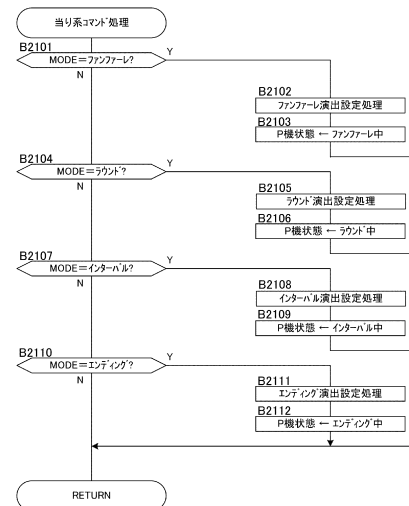 当り系ｺﾏﾝﾄﾞ処理
B2101
MODE＝ﾌｧﾝﾌｧｰﾚ?
Y
N
B2102
ﾌｧﾝﾌｧｰﾚ演出設定処理
B2103
P機状態 ← ﾌｧﾝﾌｧｰﾚ中
B2104
MODE＝ﾗｳﾝﾄﾞ?
Y
N
B2105
ﾗｳﾝﾄﾞ演出設定処理
B2106
P機状態 ← ﾗｳﾝﾄﾞ中
B2107
MODE＝ｲﾝﾀｰﾊﾞﾙ?
Y
N
B2108
ｲﾝﾀｰﾊﾞﾙ演出設定処理
B2109
P機状態 ← ｲﾝﾀｰﾊﾞﾙ中
B2110
MODE＝ｴﾝﾃﾞｨﾝｸﾞ?
Y
N
B2111
ｴﾝﾃﾞｨﾝｸﾞ演出設定処理
B2112
P機状態 ← ｴﾝﾃﾞｨﾝｸﾞ中
RETURN